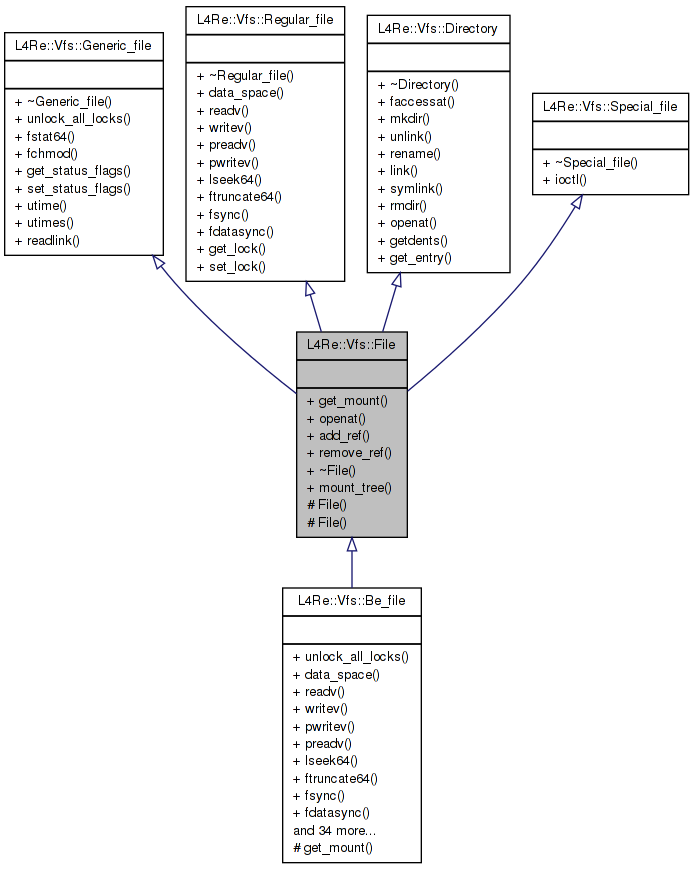 L4Re::Vfs::Generic_file
+ ~Generic_file()
+ unlock_all_locks()
+ fstat64()
+ fchmod()
+ get_status_flags()
+ set_status_flags()
+ utime()
+ utimes()
+ readlink()
L4Re::Vfs::Regular_file
+ ~Regular_file()
+ data_space()
+ readv()
+ writev()
+ preadv()
+ pwritev()
+ lseek64()
+ ftruncate64()
+ fsync()
+ fdatasync()
+ get_lock()
+ set_lock()
L4Re::Vfs::Directory
+ ~Directory()
+ faccessat()
+ mkdir()
+ unlink()
+ rename()
+ link()
+ symlink()
+ rmdir()
+ openat()
+ getdents()
+ get_entry()
L4Re::Vfs::Special_file
+ ~Special_file()
+ ioctl()
L4Re::Vfs::File
+ get_mount()
+ openat()
+ add_ref()
+ remove_ref()
+ ~File()
+ mount_tree()
# File()
# File()
L4Re::Vfs::Be_file
+ unlock_all_locks()
+ data_space()
+ readv()
+ writev()
+ pwritev()
+ preadv()
+ lseek64()
+ ftruncate64()
+ fsync()
+ fdatasync()
and 34 more...
# get_mount()